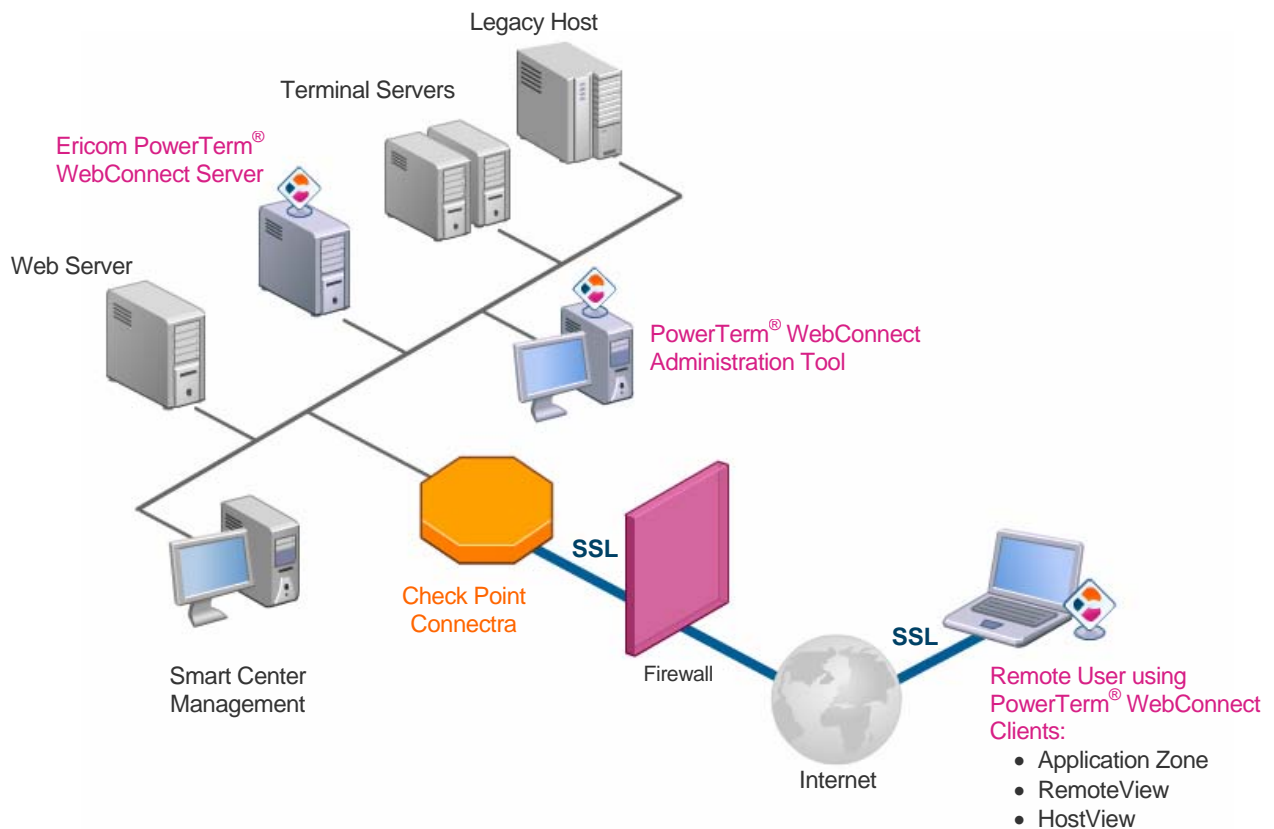 Legacy Host
Terminal Servers
Ericom PowerTerm®
WebConnect Server
Web Server
PowerTerm® WebConnect
Administration Tool
SSL
Check Point
Connectra
SSL
Smart Center
Management
Firewall
Internet
Remote User using
PowerTerm® WebConnect
Clients:
• Application Zone
• RemoteView
• HostView